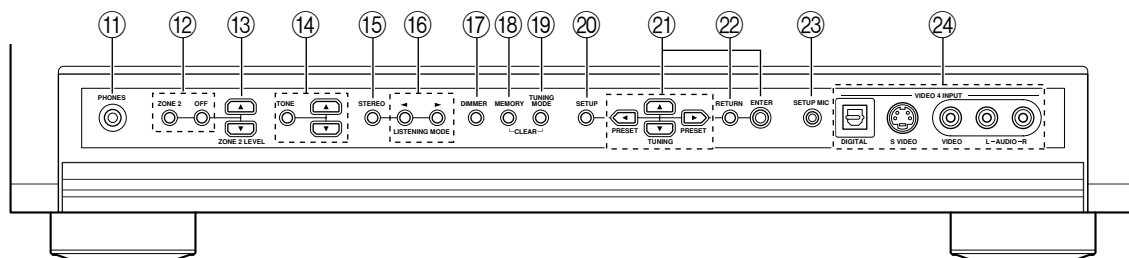 ⑪ ⑫ ⑬ ⑭ ⑮ ⑯ ⑰ ⑱ ⑲ ⑳ ㉑ ㉒ ㉓ ㉔
PHONES
ZONE 2 OFF
ZONE 2 LEVEL
TONE
STEREO
LISTENING MODE
DIMMER
MEMORY
TUNING MODE
CLEAR
SETUP
PRESET
TUNING
PRESET
RETURN
ENTER
SETUP MIC
VIDEO 4 INPUT
DIGITAL
S VIDEO
VIDEO
L–AUDIO–R